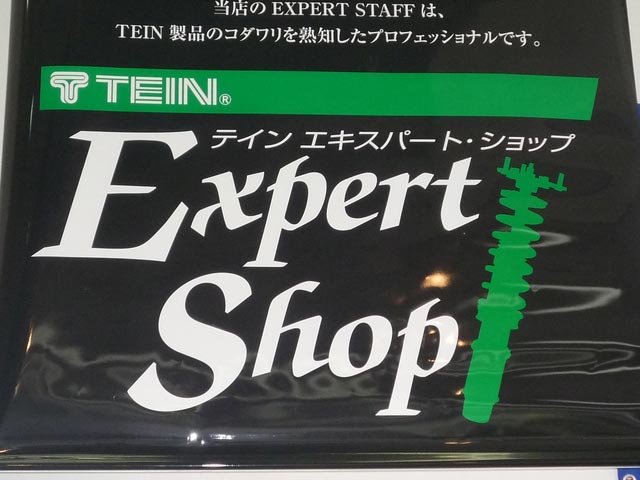 当店の EXPERT STAFF は、
TEIN 製品のコダワリを熟知したプロフェッショナルです。
TEIN®
テイン エキスパート・ショップ
Expert
Shop